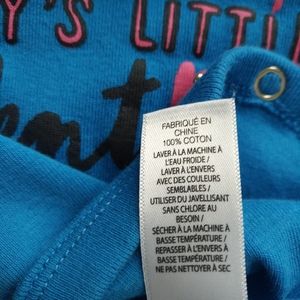 Y'S LITTL
FABRIQUÉ EN
CHINE
100% COTON
LAVER À LA MACHINE À
L'EAU FROIDE /
LAVER À L'ENVERS
AVEC DES COULEURS
SEMBLABLES /
UTILISER DU JAVELLISANT
SANS CHLORE AU
BESOIN /
SÉCHER À LA MACHINE À
BASSE TEMPÉRATURE /
REPASSER À L'ENVERS À
BASSE TEMPÉRATURE /
NE PAS NETTOYER À SEC